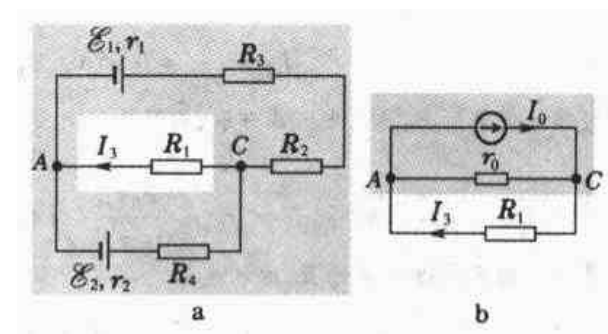 ℰ₁, r₁
R₃
A
I₃
R₁
C
R₂
ℰ₂, r₂
R₄
a
I₀
r₀
A
C
I₃
R₁
b